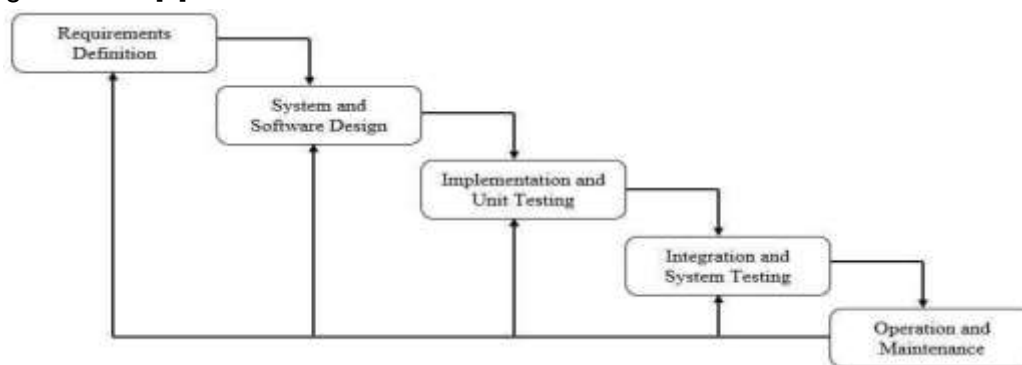 Requirements
Definition
System and
Software Design
Implementation and
Unit Testing
Integration and
System Testing
Operation and
Maintenance